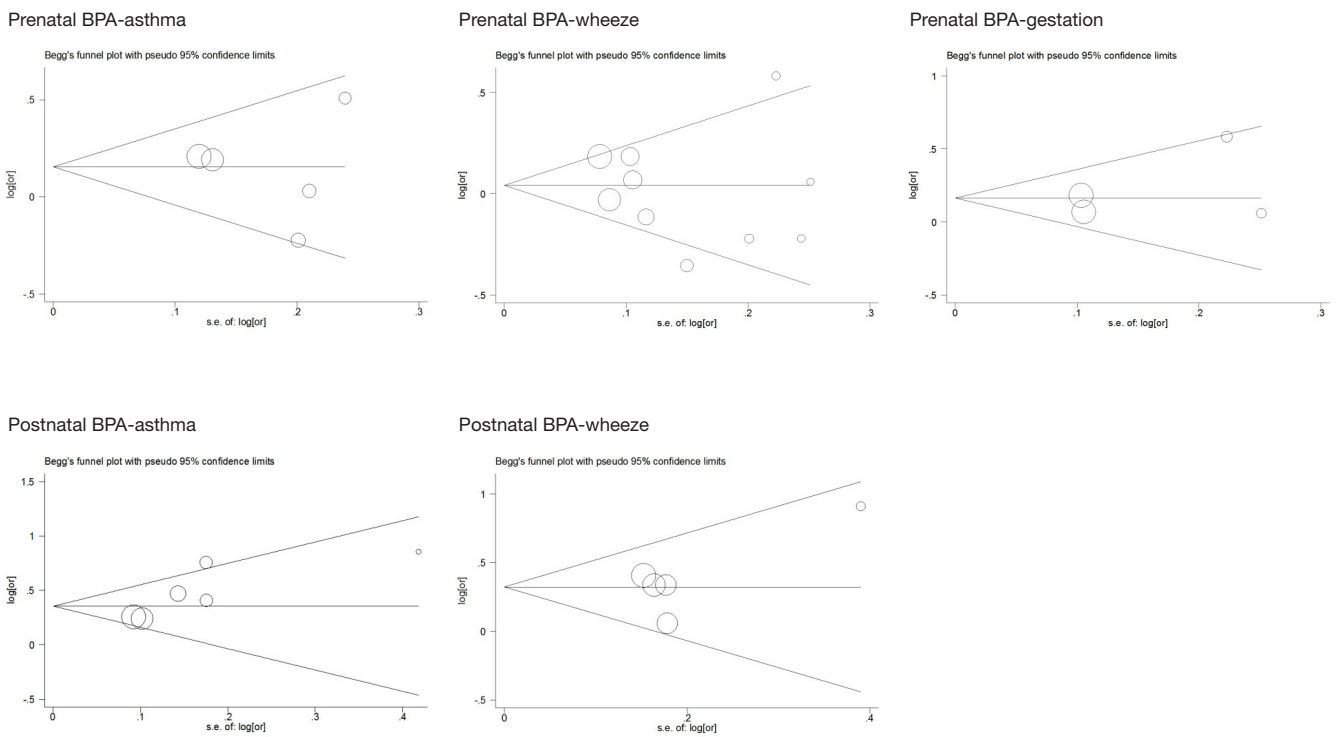 Prenatal BPA-asthma
Begg's funnel plot with pseudo 95% confidence limits
.5
0
-.5
log[or]
0
.1
.2
.3
s.e. of: log[or]
Prenatal BPA-wheeze
Begg's funnel plot with pseudo 95% confidence limits
.5
0
-.5
log[or]
0
.1
.2
.3
s.e. of: log[or]
Prenatal BPA-gestation
Begg's funnel plot with pseudo 95% confidence limits
1
.5
0
-.5
log[or]
0
.1
.2
.3
s.e. of: log[or]
Postnatal BPA-asthma
Begg's funnel plot with pseudo 95% confidence limits
1.5
1
.5
0
-.5
log[or]
0
.1
.2
.3
.4
s.e. of: log[or]
Postnatal BPA-wheeze
Begg's funnel plot with pseudo 95% confidence limits
1
.5
0
-.5
log[or]
0
.2
.4
s.e. of: log[or]